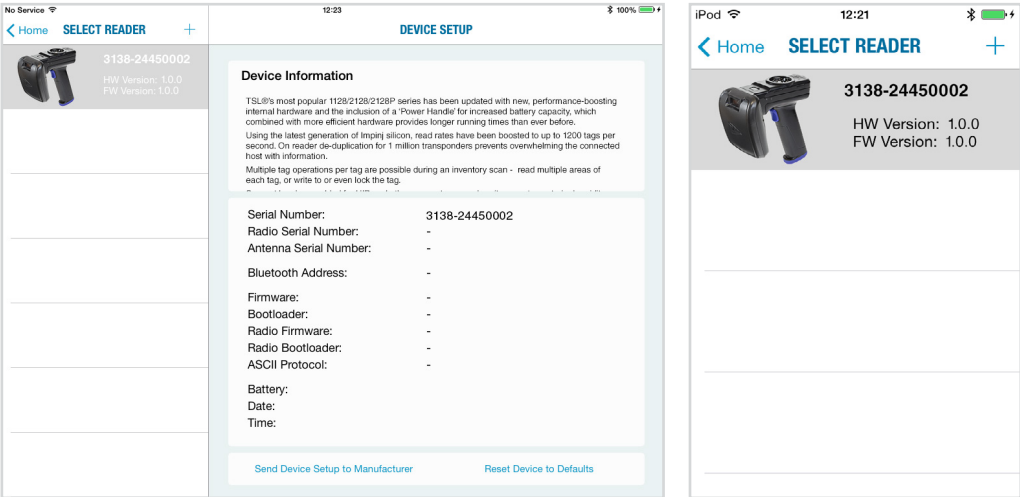 No Service 12:23 100%
Home SELECT READER + DEVICE SETUP
3138-24450002
HW Version: 1.0.0
FW Version: 1.0.0
Device Information
TSL®'s most popular 1128/2128/2128P series has been updated with new, performance-boosting
internal hardware and the inclusion of a 'Power Handle' for increased battery capacity, which
combined with more efficient hardware provides longer running times than ever before.
Using the latest generation of Impinj silicon, read rates have been boosted to up to 1200 tags per
second. On reader de-duplication for 1 million transponders prevents overwhelming the connected
host with information.
Multiple tag operations per tag are possible during an inventory scan - read multiple areas of
each tag, or write to or even lock the tag.
Serial Number: 3138-24450002
Radio Serial Number: -
Antenna Serial Number: -
Bluetooth Address: -
Firmware: -
Bootloader: -
Radio Firmware: -
Radio Bootloader: -
ASCII Protocol: -
Battery:
Date:
Time:
Send Device Setup to Manufacturer Reset Device to Defaults
iPod 12:21
Home SELECT READER +
3138-24450002
HW Version: 1.0.0
FW Version: 1.0.0